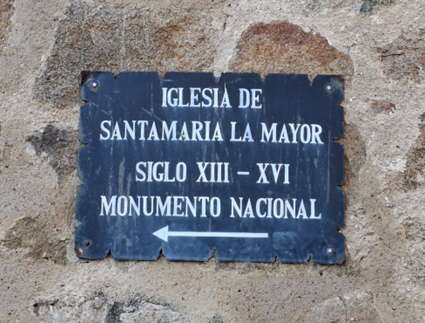 IGLESIA DE
SANTAMARIA LA MAYOR
SIGLO XIII – XVI
MONUMENTO NACIONAL